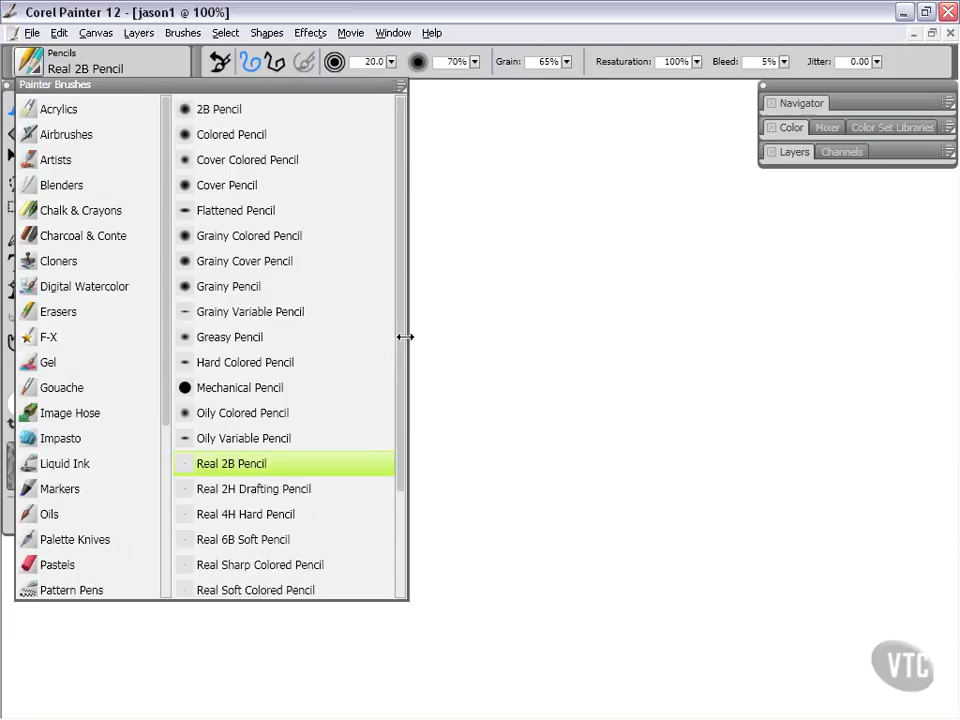 Corel Painter 12 - [jason1 @ 100%]
File Edit Canvas Layers Brushes Select Shapes Effects Movie Window Help
Pencils
Real 2B Pencil
20.0 70% Grain: 65% Resaturation: 100% Bleed: 5% Jitter: 0.00
Painter Brushes
Acrylics
Airbrushes
Artists
Blenders
Chalk & Crayons
Charcoal & Conte
Cloners
Digital Watercolor
Erasers
F-X
Gel
Gouache
Image Hose
Impasto
Liquid Ink
Markers
Oils
Palette Knives
Pastels
Pattern Pens
2B Pencil
Colored Pencil
Cover Colored Pencil
Cover Pencil
Flattened Pencil
Grainy Colored Pencil
Grainy Cover Pencil
Grainy Pencil
Grainy Variable Pencil
Greasy Pencil
Hard Colored Pencil
Mechanical Pencil
Oily Colored Pencil
Oily Variable Pencil
Real 2B Pencil
Real 2H Drafting Pencil
Real 4H Hard Pencil
Real 6B Soft Pencil
Real Sharp Colored Pencil
Real Soft Colored Pencil
Navigator
Color Mixer Color Set Libraries
Layers Channels
VTC